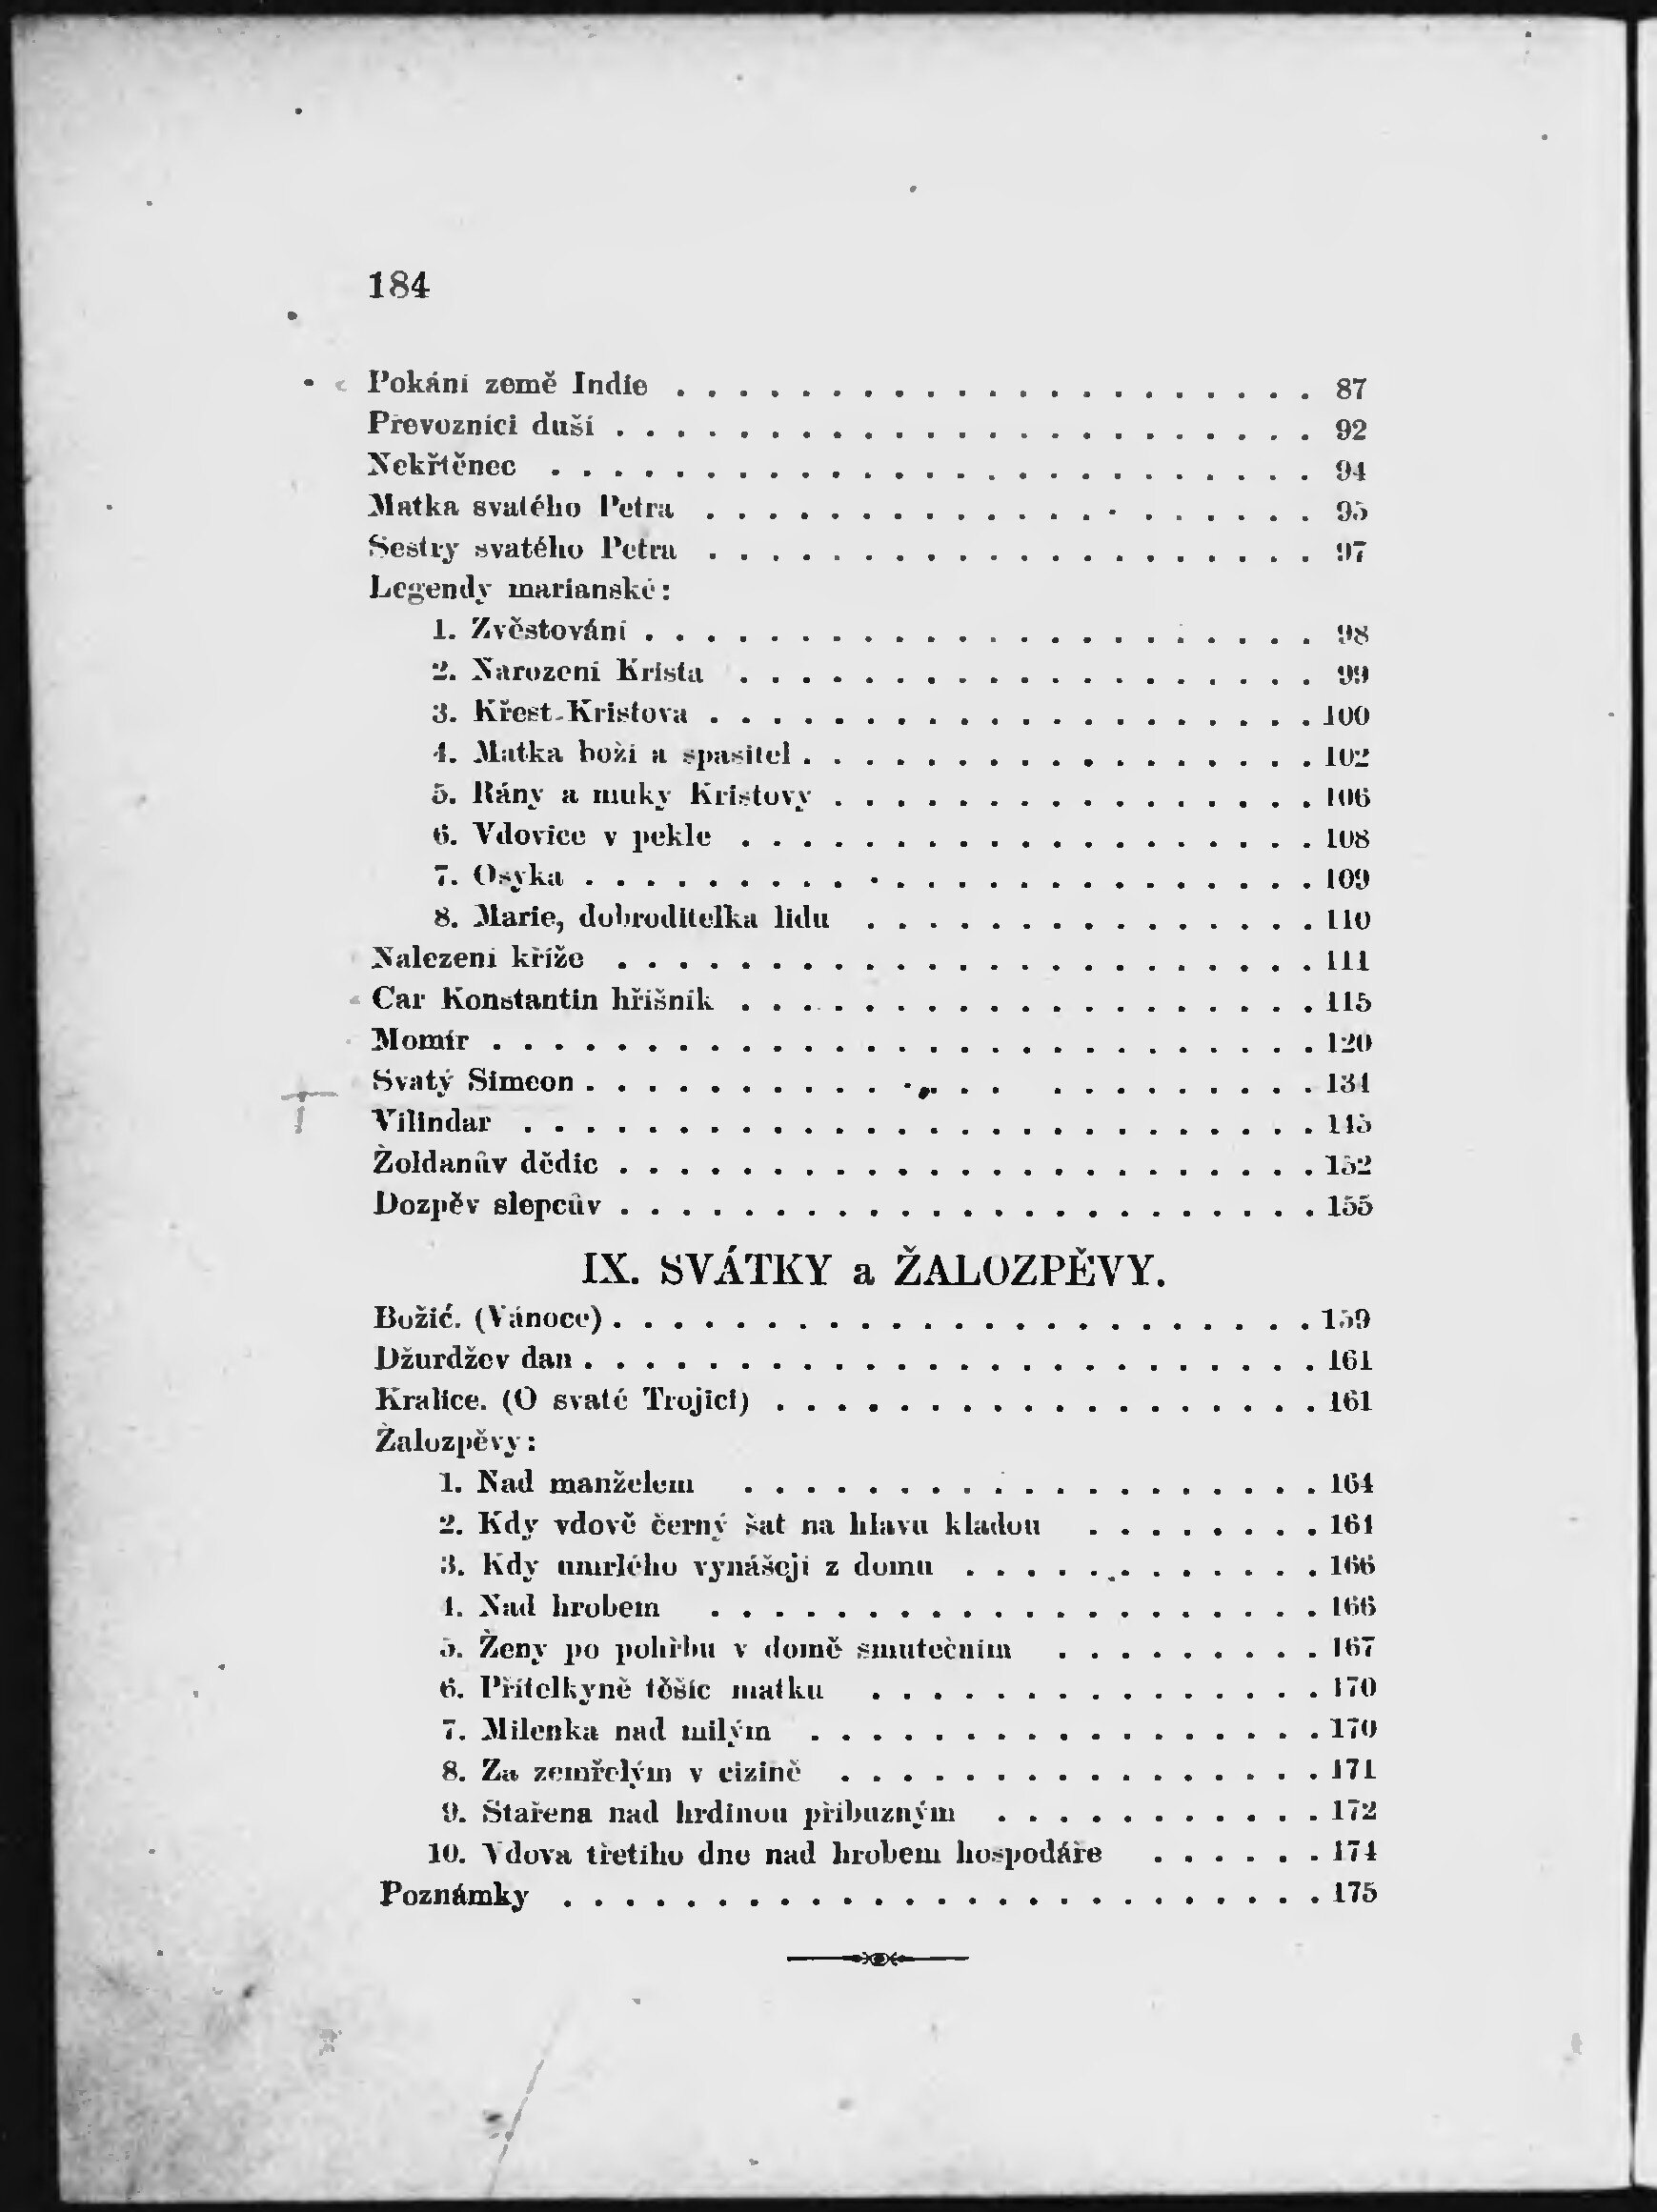 184
Pokání země Indie . . . . . . . . . . . . . . . . . . . . . 87
Převozníci duší . . . . . . . . . . . . . . . . . . . . . . . 92
Nekřtěnec . . . . . . . . . . . . . . . . . . . . . . . . . 94
Matka svatého Petra . . . . . . . . . . . . . . . . . . . . 95
Sestry svatého Petra . . . . . . . . . . . . . . . . . . . . 97
Legendy marianské:
1. Zvěstování . . . . . . . . . . . . . . . . . . . . . . 98
2. Narození Krista . . . . . . . . . . . . . . . . . . . 99
3. Křest Kristova . . . . . . . . . . . . . . . . . . . . 100
4. Matka boží a spasitel . . . . . . . . . . . . . . . . . 102
5. Rány a muky Kristovy . . . . . . . . . . . . . . . . 106
6. Vdovice v pekle . . . . . . . . . . . . . . . . . . . 108
7. Osyka . . . . . . . . . . . . . . . . . . . . . . . . 109
8. Marie, dobroditelka lidu . . . . . . . . . . . . . . . 110
Nalezení kříže . . . . . . . . . . . . . . . . . . . . . . . 111
Car Konstantin hříšník . . . . . . . . . . . . . . . . . . . 115
Momír . . . . . . . . . . . . . . . . . . . . . . . . . . . 120
Svatý Simeon . . . . . . . . . . . . . . . . . . . . . . . 134
Vilindar . . . . . . . . . . . . . . . . . . . . . . . . . . 145
Žoldanův dědic . . . . . . . . . . . . . . . . . . . . . . . 152
Dozpěv slepcův . . . . . . . . . . . . . . . . . . . . . . . 155
IX. SVÁTKY a ŽALOZPĚVY.
Božić. (Vánoce) . . . . . . . . . . . . . . . . . . . . . . . 159
Džurdžev dan . . . . . . . . . . . . . . . . . . . . . . . . 161
Kralice. (O svaté Trojici) . . . . . . . . . . . . . . . . . . 161
Žalozpěvy:
1. Nad manželem . . . . . . . . . . . . . . . . . . . 164
2. Kdy vdově černý šat na hlavu kladou . . . . . . . . 164
3. Kdy umrlého vynášejí z domu . . . . . . . . . . . . 166
4. Nad hrobem . . . . . . . . . . . . . . . . . . . . 166
5. Ženy po pohřbu v domě smutečním . . . . . . . . . 167
6. Přítelkyně těšíc matku . . . . . . . . . . . . . . . 170
7. Milenka nad milým . . . . . . . . . . . . . . . . . 170
8. Za zemřelým v cizině . . . . . . . . . . . . . . . . 171
9. Stařena nad hrdinou příbuzným . . . . . . . . . . . 172
10. Vdova třetího dne nad hrobem hospodáře . . . . . . 174
Poznámky . . . . . . . . . . . . . . . . . . . . . . . . . 175